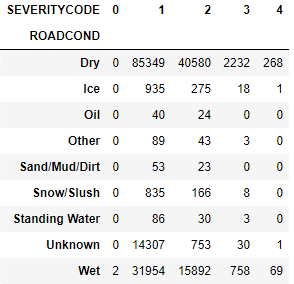 SEVERITYCODE 0 1 2 3 4
ROADCOND
Dry 0 85349 40580 2232 268
Ice 0 935 275 18 1
Oil 0 40 24 0 0
Other 0 89 43 3 0
Sand/Mud/Dirt 0 53 23 0 0
Snow/Slush 0 835 166 8 0
Standing Water 0 86 30 3 0
Unknown 0 14307 753 30 1
Wet 2 31954 15892 758 69